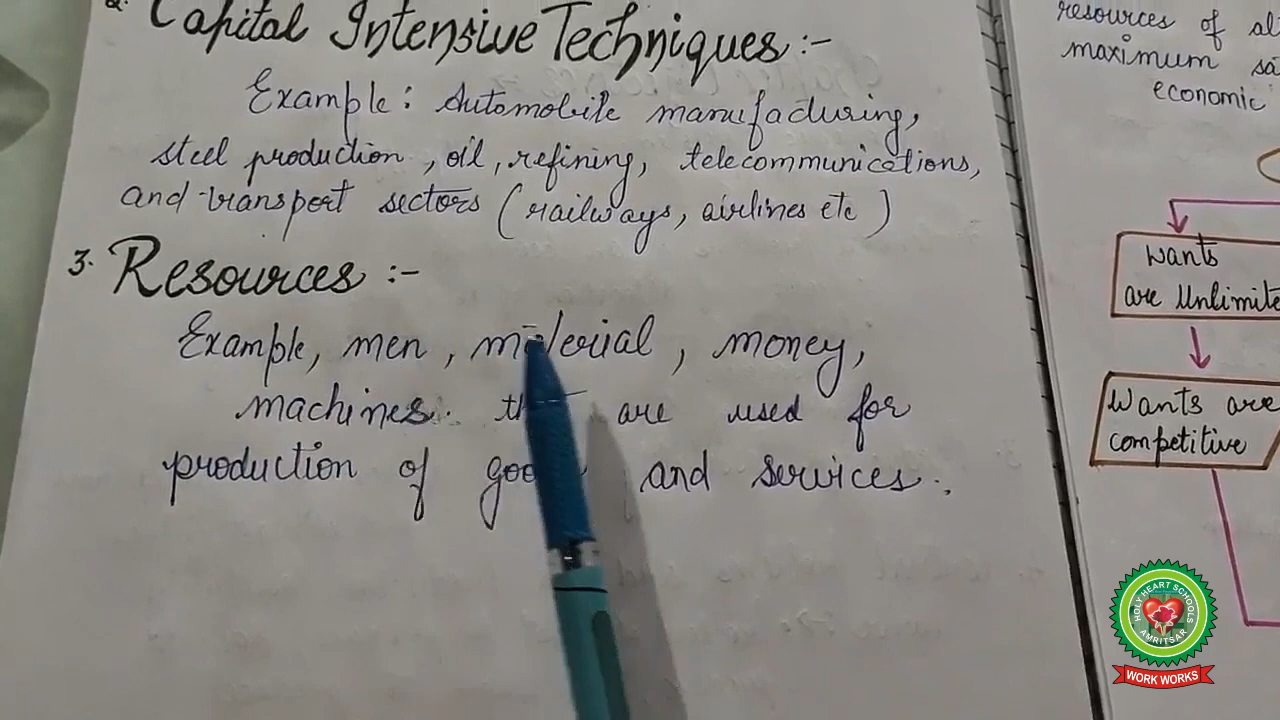 2. Capital Intensive Techniques :-
Example : Automobile manufacturing,
steel production, oil, refining, telecommunications,
and transport sectors (railways, airlines etc)
3. Resources :-
Example, men, material, money,
machines. are used for
production of and services.
resources of
maximum
economic
Wants
are Unlimite
Wants are
competitive
HOLY HEART SCHOOLS
AMRITSAR
WORK WORKS